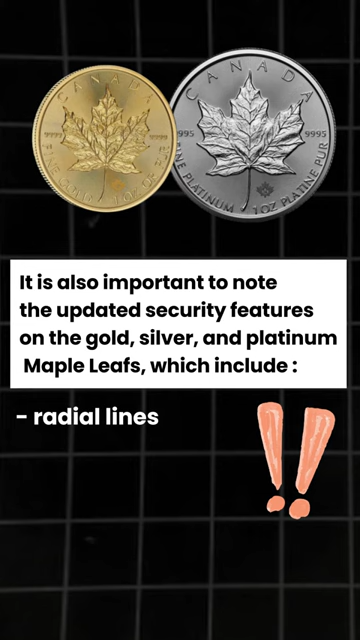 CANADA
9999 9999
FINE GOLD 1 OZ OR PUR
CANADA
9995
FINE PLATINUM 1 OZ PLATINE PUR
It is also important to note
the updated security features
on the gold, silver, and platinum
Maple Leafs, which include :
- radial lines